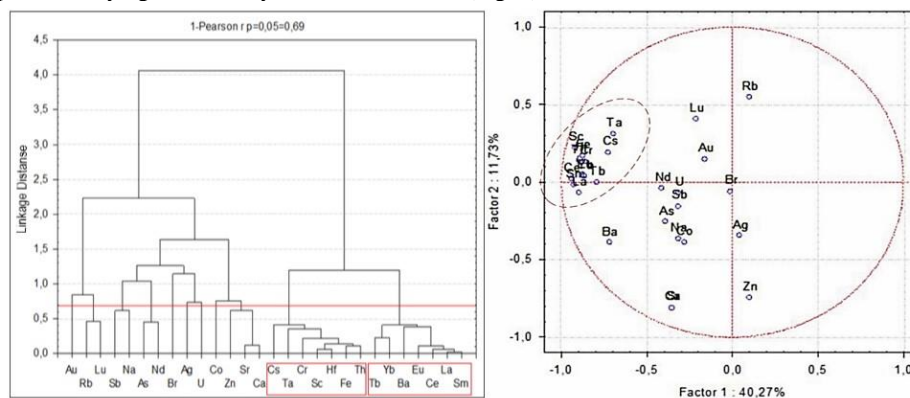 1-Pearson r p=0,05=0,69
Linkage Distanse
4,5
4,0
3,5
3,0
2,5
2,0
1,5
1,0
0,5
0,0
Au Lu Na Nd Ag Co Sr Cs Cr Hf Th Yb Eu La
Rb Sb As Br U Zn Ca Ta Sc Fe Tb Ba Ce Sm
Factor 2 : 11,73%
1,0
0,5
0,0
-0,5
-1,0
Rb
Lu
Ta
Sc
Cs
Au
Tb
Nd
U
Br
Sb
As
Ba
Na
Co
Ag
Zn
-1,0 -0,5 0,0 0,5 1,0
Factor 1 : 40,27%